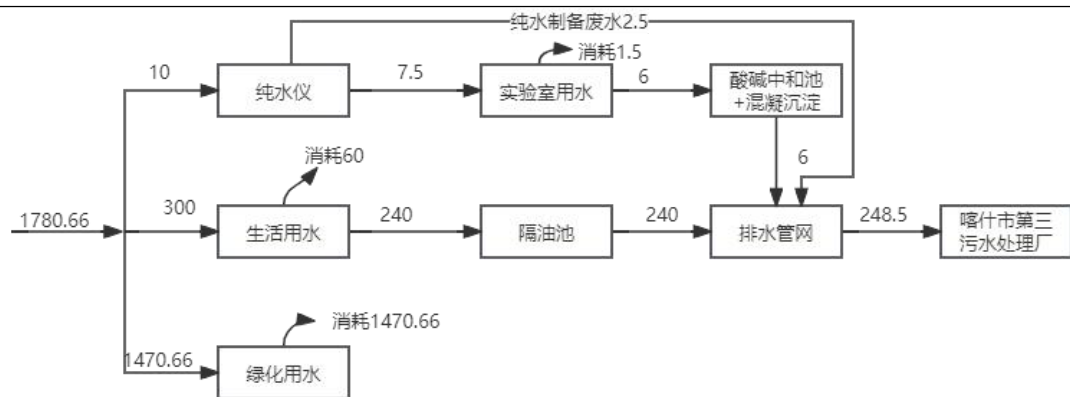 纯水制备废水2.5
消耗1.5
10
纯水仪
7.5
实验室用水
6
酸碱中和池
+混凝沉淀
消耗60
6
1780.66
300
生活用水
240
隔油池
240
排水管网
248.5
喀什市第三
污水处理厂
消耗1470.66
1470.66
绿化用水